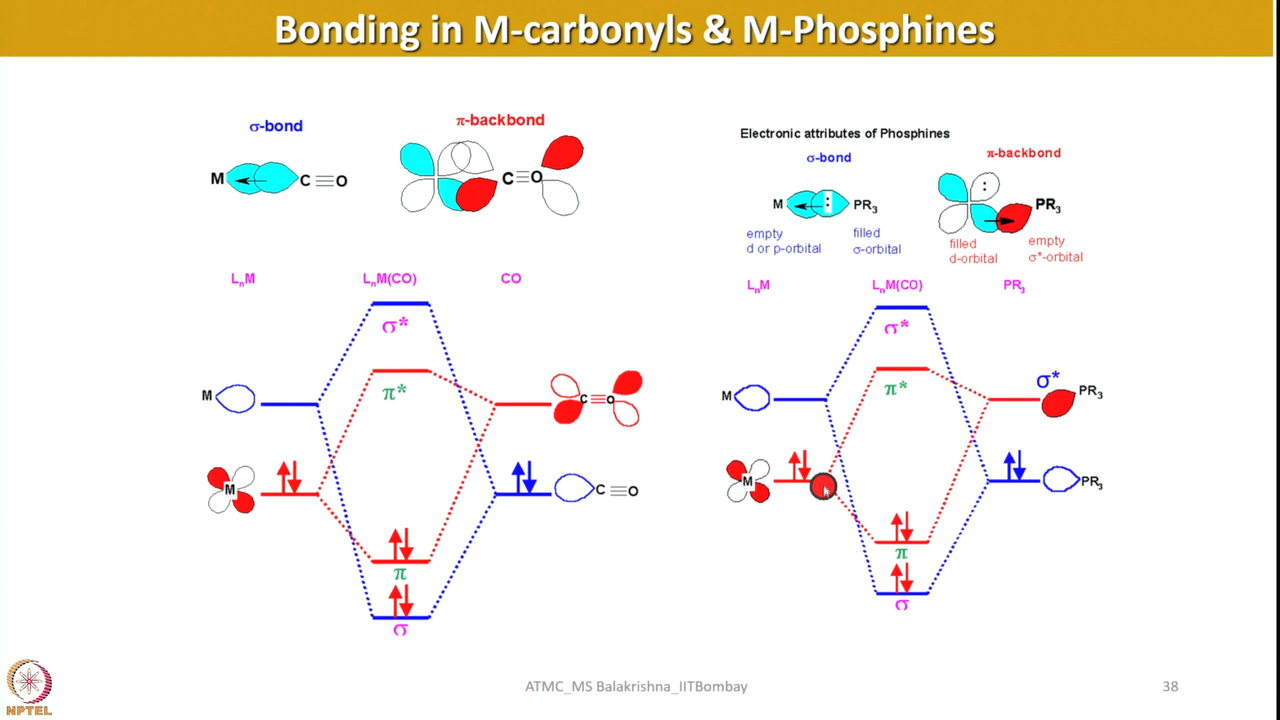 Bonding in M-carbonyls & M-Phosphines
σ-bond
π-backbond
M C≡O
C≡O
Electronic attributes of Phosphines
σ-bond
π-backbond
M : PR3
: PR3
empty
d or p-orbital
filled
σ-orbital
filled
d-orbital
empty
σ*-orbital
LnM LnM(CO) CO
σ*
π*
M
C≡O
M
C≡O
π
σ
LnM LnM(CO) PR3
σ*
π*
M
σ*
PR3
M
PR3
π
σ
NPTEL
ATMC_MS Balakrishna_IITBombay
38